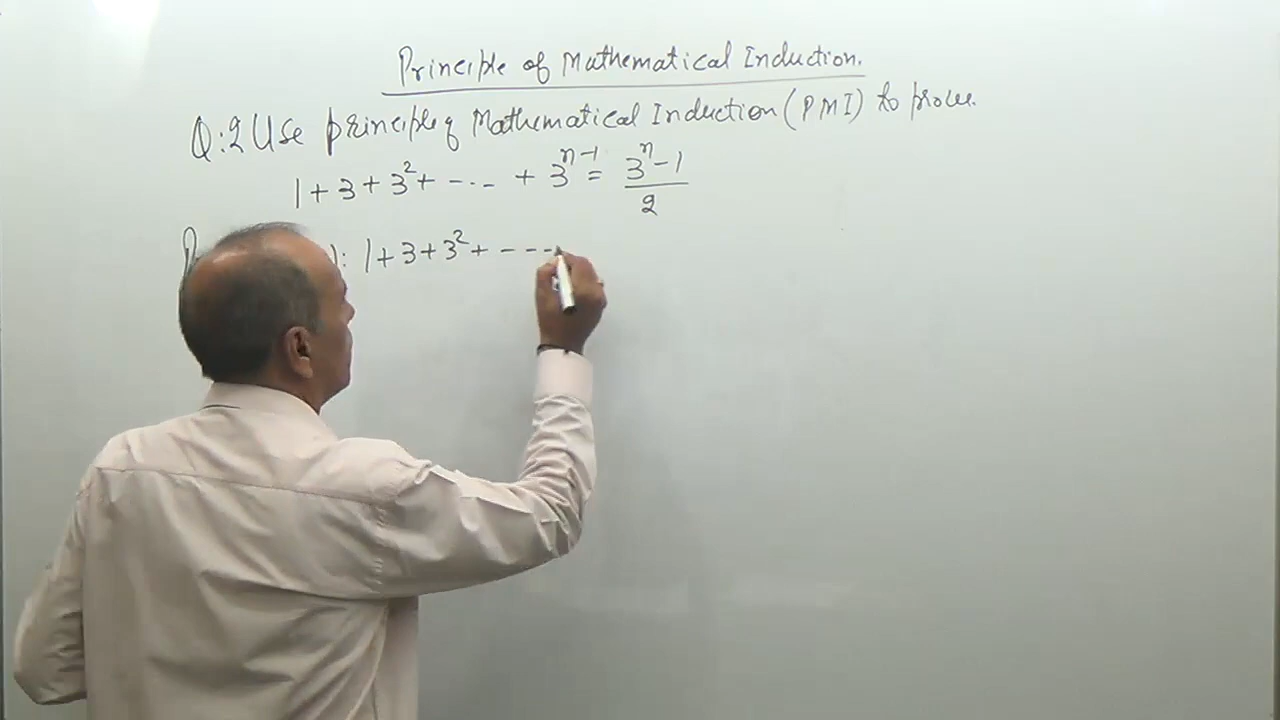 Principle of Mathematical Induction.
Q:2 Use principle of Mathematical Induction (PMI) to prove.
1 + 3 + 3² + -... + 3ⁿ⁻¹ = (3ⁿ - 1)/2
): 1 + 3 + 3² + ----